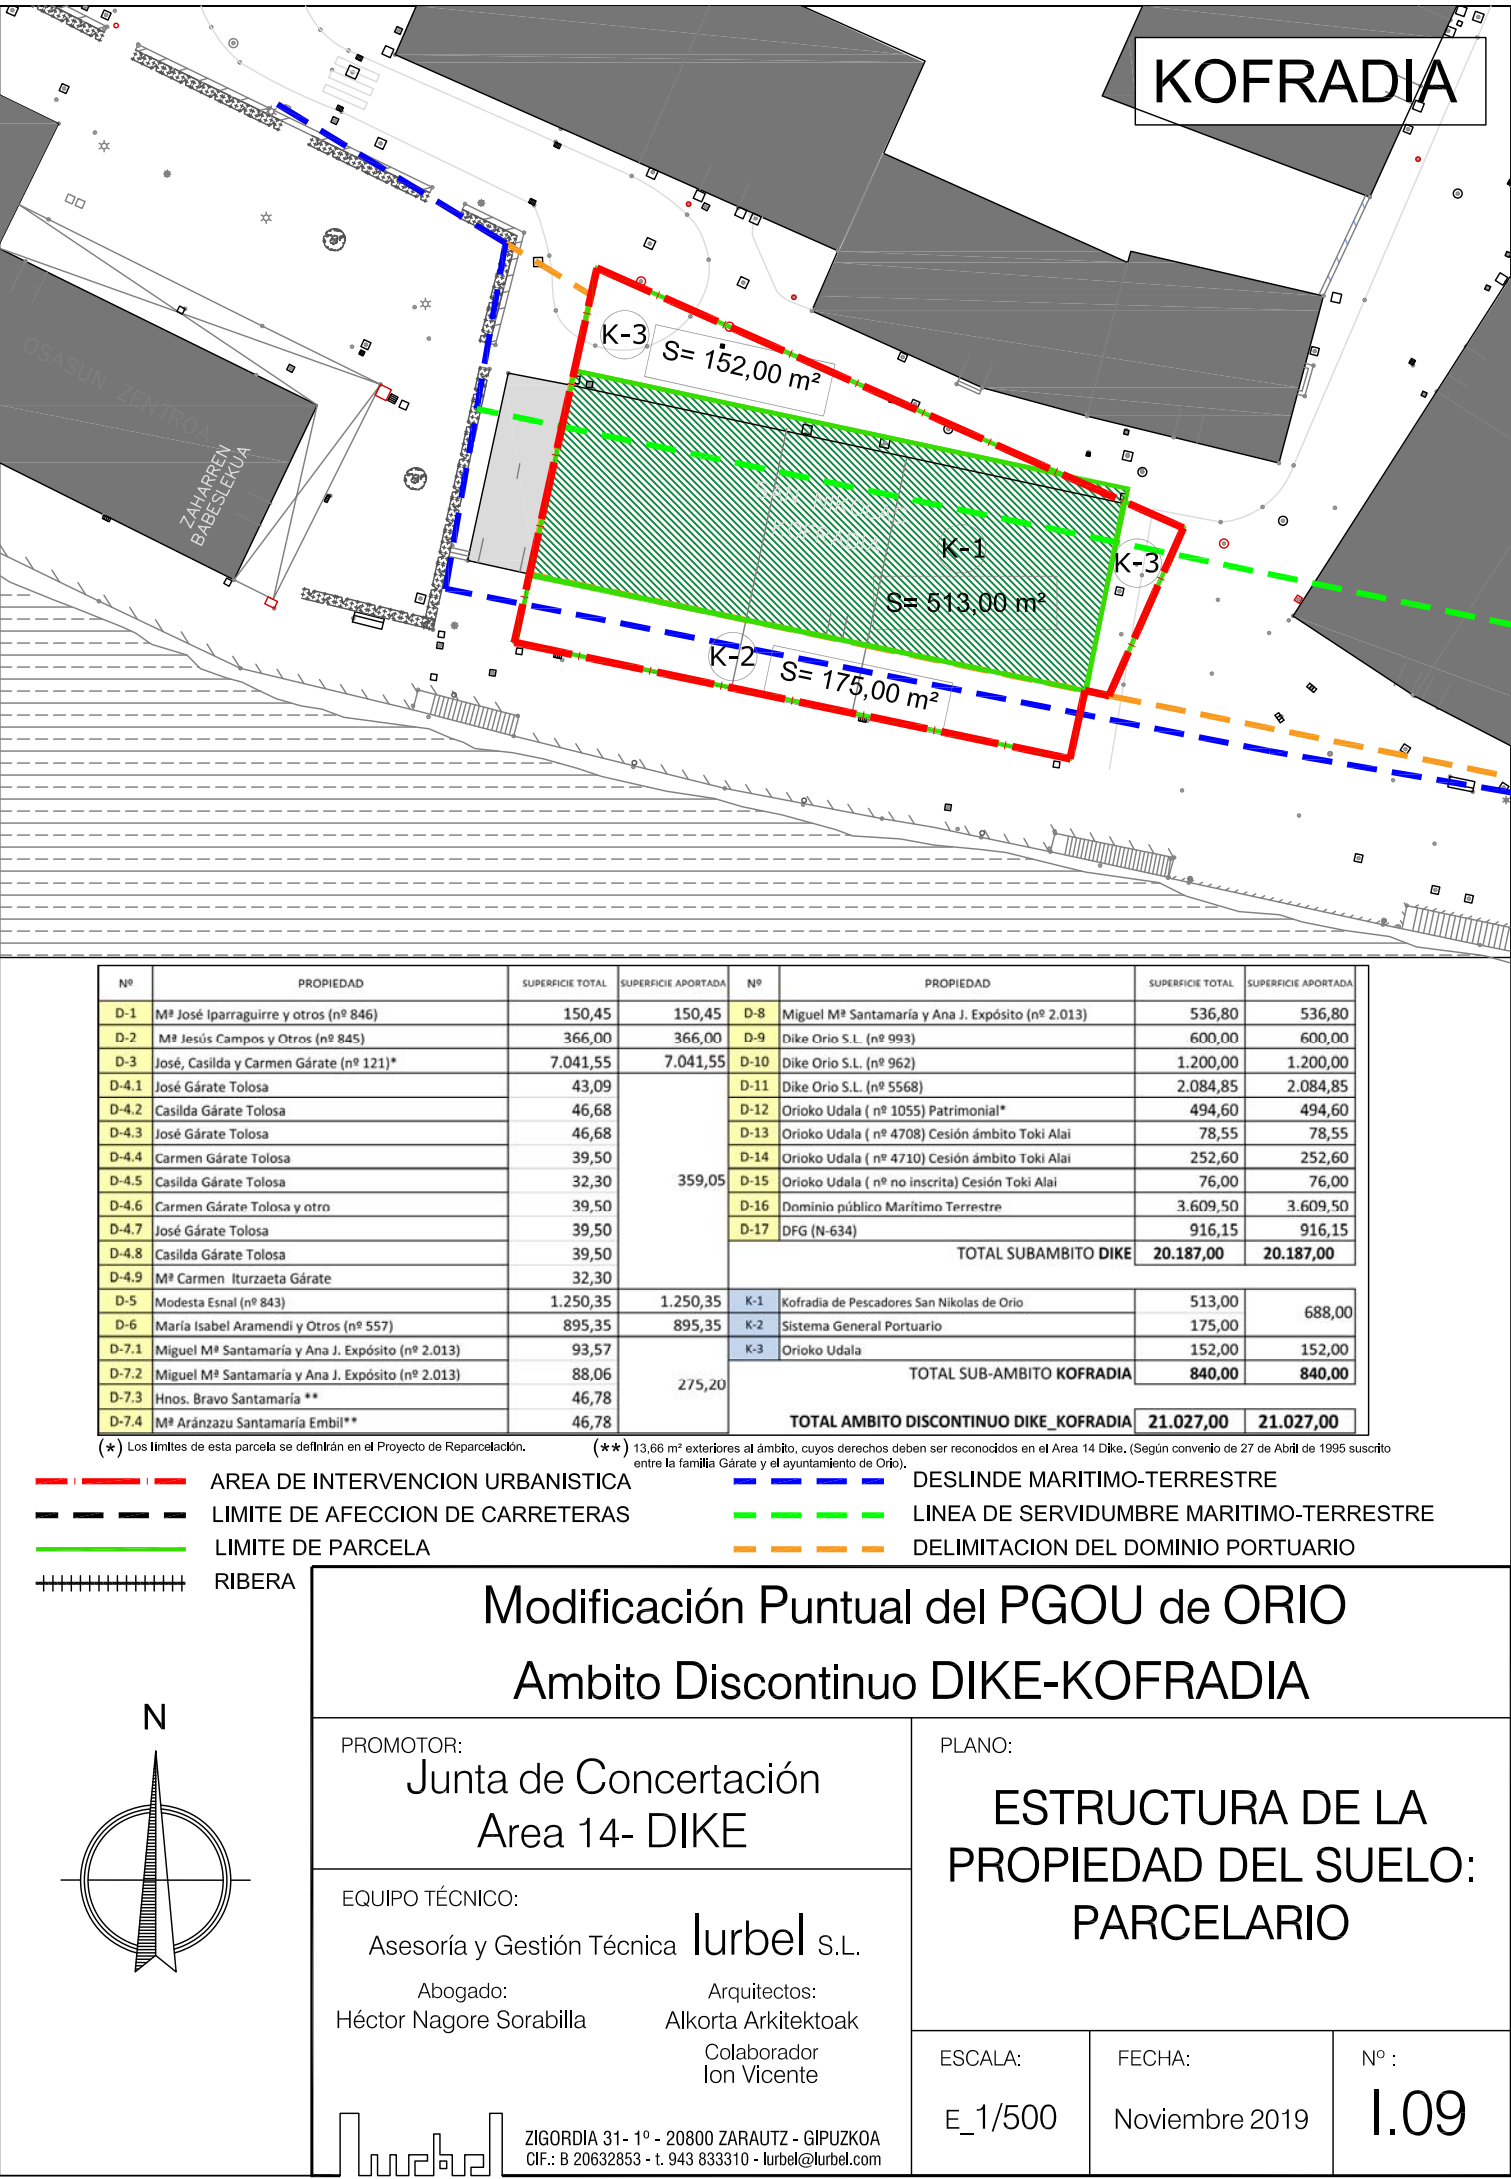 KOFRADIA
OSASUN ZENTROA
ZAHARREN
BABESLEKUA
K-3
S= 152,00 m²
K-1
S= 513,00 m²
K-3
K-2
S= 175,00 m²
Nº PROPIEDAD SUPERFICIE TOTAL SUPERFICIE APORTADA
D-1 Mª José Iparraguirre y otros (nº 846) 150,45 150,45
D-2 Mª Jesús Campos y Otros (nº 845) 366,00 366,00
D-3 José, Casilda y Carmen Gárate (nº 121)* 7.041,55 7.041,55
D-4.1 José Gárate Tolosa 43,09
D-4.2 Casilda Gárate Tolosa 46,68
D-4.3 José Gárate Tolosa 46,68
D-4.4 Carmen Gárate Tolosa 39,50
D-4.5 Casilda Gárate Tolosa 32,30 359,05
D-4.6 Carmen Gárate Tolosa y otro 39,50
D-4.7 José Gárate Tolosa 39,50
D-4.8 Casilda Gárate Tolosa 39,50
D-4.9 Mª Carmen Iturzaeta Gárate 32,30
D-5 Modesta Esnal (nº 843) 1.250,35 1.250,35
D-6 María Isabel Aramendi y Otros (nº 557) 895,35 895,35
D-7.1 Miguel Mª Santamaría y Ana J. Expósito (nº 2.013) 93,57
D-7.2 Miguel Mª Santamaría y Ana J. Expósito (nº 2.013) 88,06 275,20
D-7.3 Hnos. Bravo Santamaría ** 46,78
D-7.4 Mª Aránzazu Santamaría Embil** 46,78
Nº PROPIEDAD SUPERFICIE TOTAL SUPERFICIE APORTADA
D-8 Miguel Mª Santamaría y Ana J. Expósito (nº 2.013) 536,80 536,80
D-9 Dike Orio S.L. (nº 993) 600,00 600,00
D-10 Dike Orio S.L. (nº 962) 1.200,00 1.200,00
D-11 Dike Orio S.L. (nº 5568) 2.084,85 2.084,85
D-12 Orioko Udala ( nº 1055) Patrimonial* 494,60 494,60
D-13 Orioko Udala ( nº 4708) Cesión ámbito Toki Alai 78,55 78,55
D-14 Orioko Udala ( nº 4710) Cesión ámbito Toki Alai 252,60 252,60
D-15 Orioko Udala ( nº no inscrita) Cesión Toki Alai 76,00 76,00
D-16 Dominio público Marítimo Terrestre 3.609,50 3.609,50
D-17 DFG (N-634) 916,15 916,15
TOTAL SUBAMBITO DIKE 20.187,00 20.187,00
K-1 Kofradia de Pescadores San Nikolas de Orio 513,00 688,00
K-2 Sistema General Portuario 175,00
K-3 Orioko Udala 152,00 152,00
TOTAL SUB-AMBITO KOFRADIA 840,00 840,00
TOTAL AMBITO DISCONTINUO DIKE_KOFRADIA 21.027,00 21.027,00
(*) Los límites de esta parcela se definirán en el Proyecto de Reparcelación.
(**) 13,66 m² exteriores al ámbito, cuyos derechos deben ser reconocidos en el Area 14 Dike. (Según convenio de 27 de Abril de 1995 suscrito
entre la familia Gárate y el ayuntamiento de Orio).
AREA DE INTERVENCION URBANISTICA
LIMITE DE AFECCION DE CARRETERAS
LIMITE DE PARCELA
RIBERA
DESLINDE MARITIMO-TERRESTRE
LINEA DE SERVIDUMBRE MARITIMO-TERRESTRE
DELIMITACION DEL DOMINIO PORTUARIO
Modificación Puntual del PGOU de ORIO
Ambito Discontinuo DIKE-KOFRADIA
N
PROMOTOR:
Junta de Concertación
Area 14- DIKE
EQUIPO TÉCNICO:
Asesoría y Gestión Técnica lurbel S.L.
Abogado:
Héctor Nagore Sorabilla
Arquitectos:
Alkorta Arkitektoak
Colaborador
Ion Vicente
lurbel
ZIGORDIA 31- 1º - 20800 ZARAUTZ - GIPUZKOA
CIF.: B 20632853 - t. 943 833310 - lurbel@lurbel.com
PLANO:
ESTRUCTURA DE LA
PROPIEDAD DEL SUELO:
PARCELARIO
ESCALA:
E_1/500
FECHA:
Noviembre 2019
Nº :
I.09